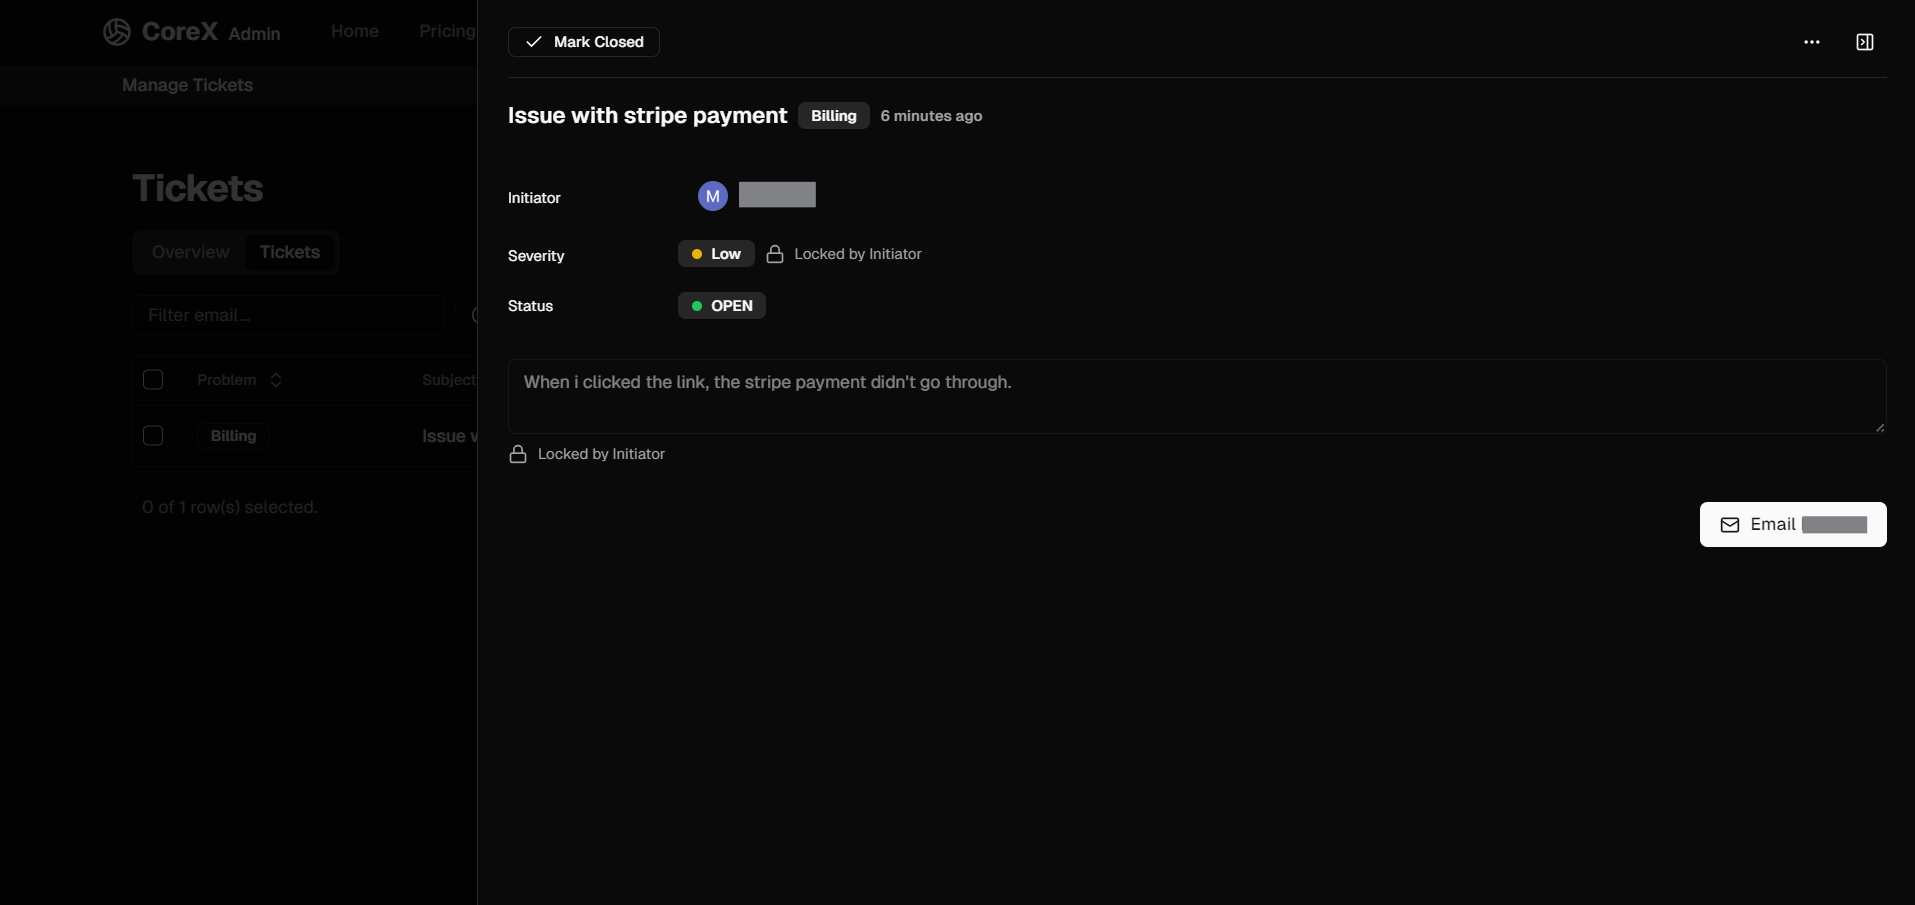 CoreX Admin
Home
Pricing
Manage Tickets
Tickets
Overview
Tickets
Filter email...
Problem
Subject
Billing
Issue
0 of 1 row(s) selected.
Mark Closed
Issue with stripe payment
Billing
6 minutes ago
Initiator
M
Severity
Low
Locked by Initiator
Status
OPEN
When i clicked the link, the stripe payment didn't go through.
Locked by Initiator
Email